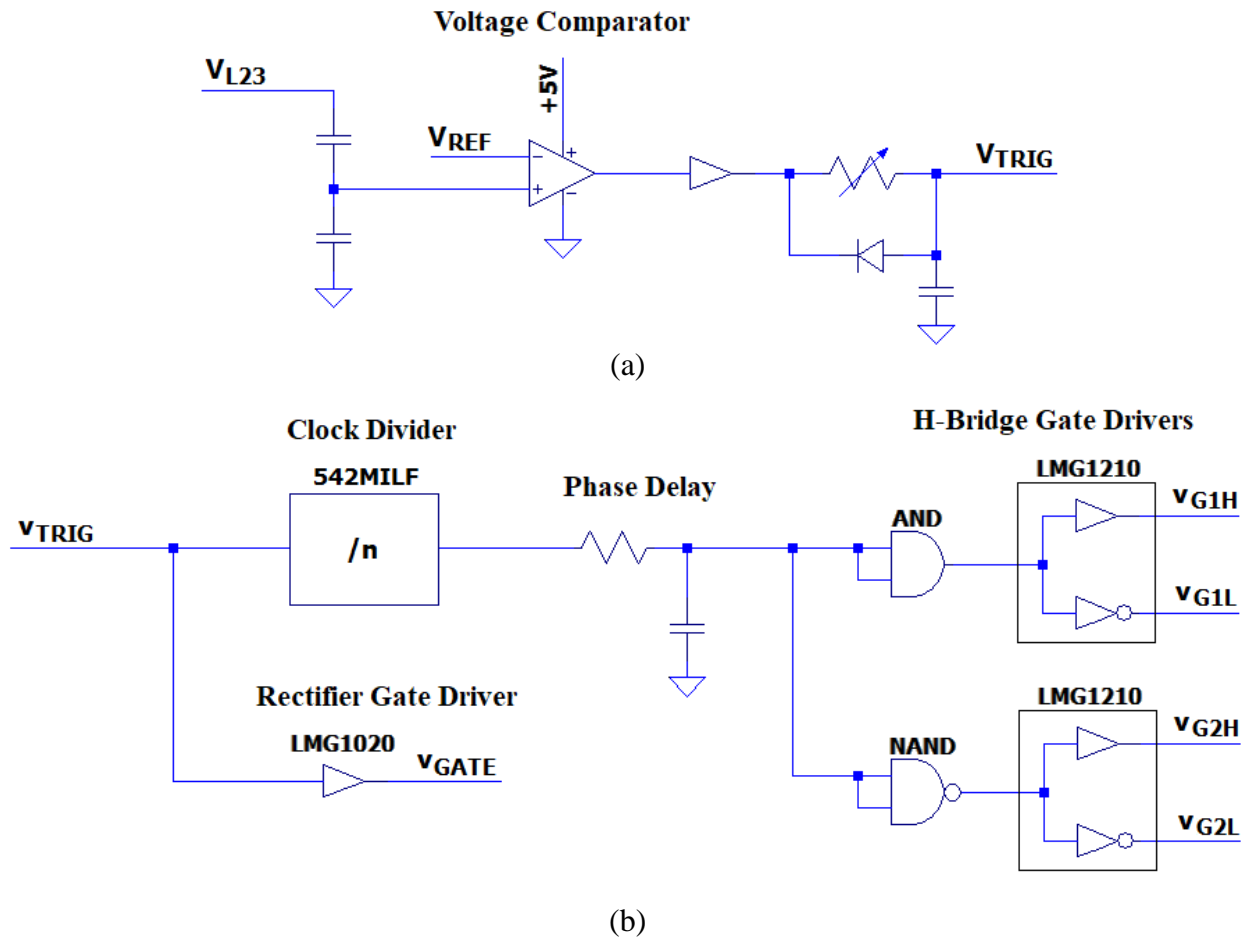 Voltage Comparator
VL23
+5V
VREF
VTRIG
− +
+ −
(a)
Clock Divider
H-Bridge Gate Drivers
542MILF
LMG1210
Phase Delay
AND
vG1H
vTRIG
/n
vG1L
Rectifier Gate Driver
LMG1210
LMG1020
NAND
vG2H
vGATE
vG2L
(b)